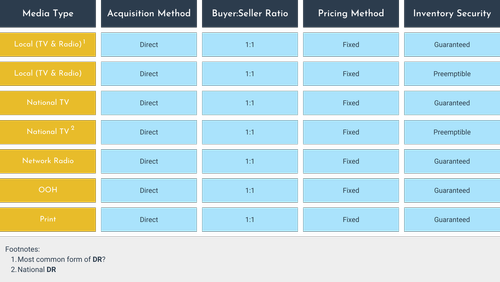 Media Type Acquisition Method Buyer:Seller Ratio Pricing Method Inventory Security
Local (TV & Radio)¹ Direct 1:1 Fixed Guaranteed
Local (TV & Radio) Direct 1:1 Fixed Preemptible
National TV Direct 1:1 Fixed Guaranteed
National TV² Direct 1:1 Fixed Preemptible
Network Radio Direct 1:1 Fixed Guaranteed
OOH Direct 1:1 Fixed Guaranteed
Print Direct 1:1 Fixed Guaranteed
Footnotes:
1. Most common form of DR?
2. National DR